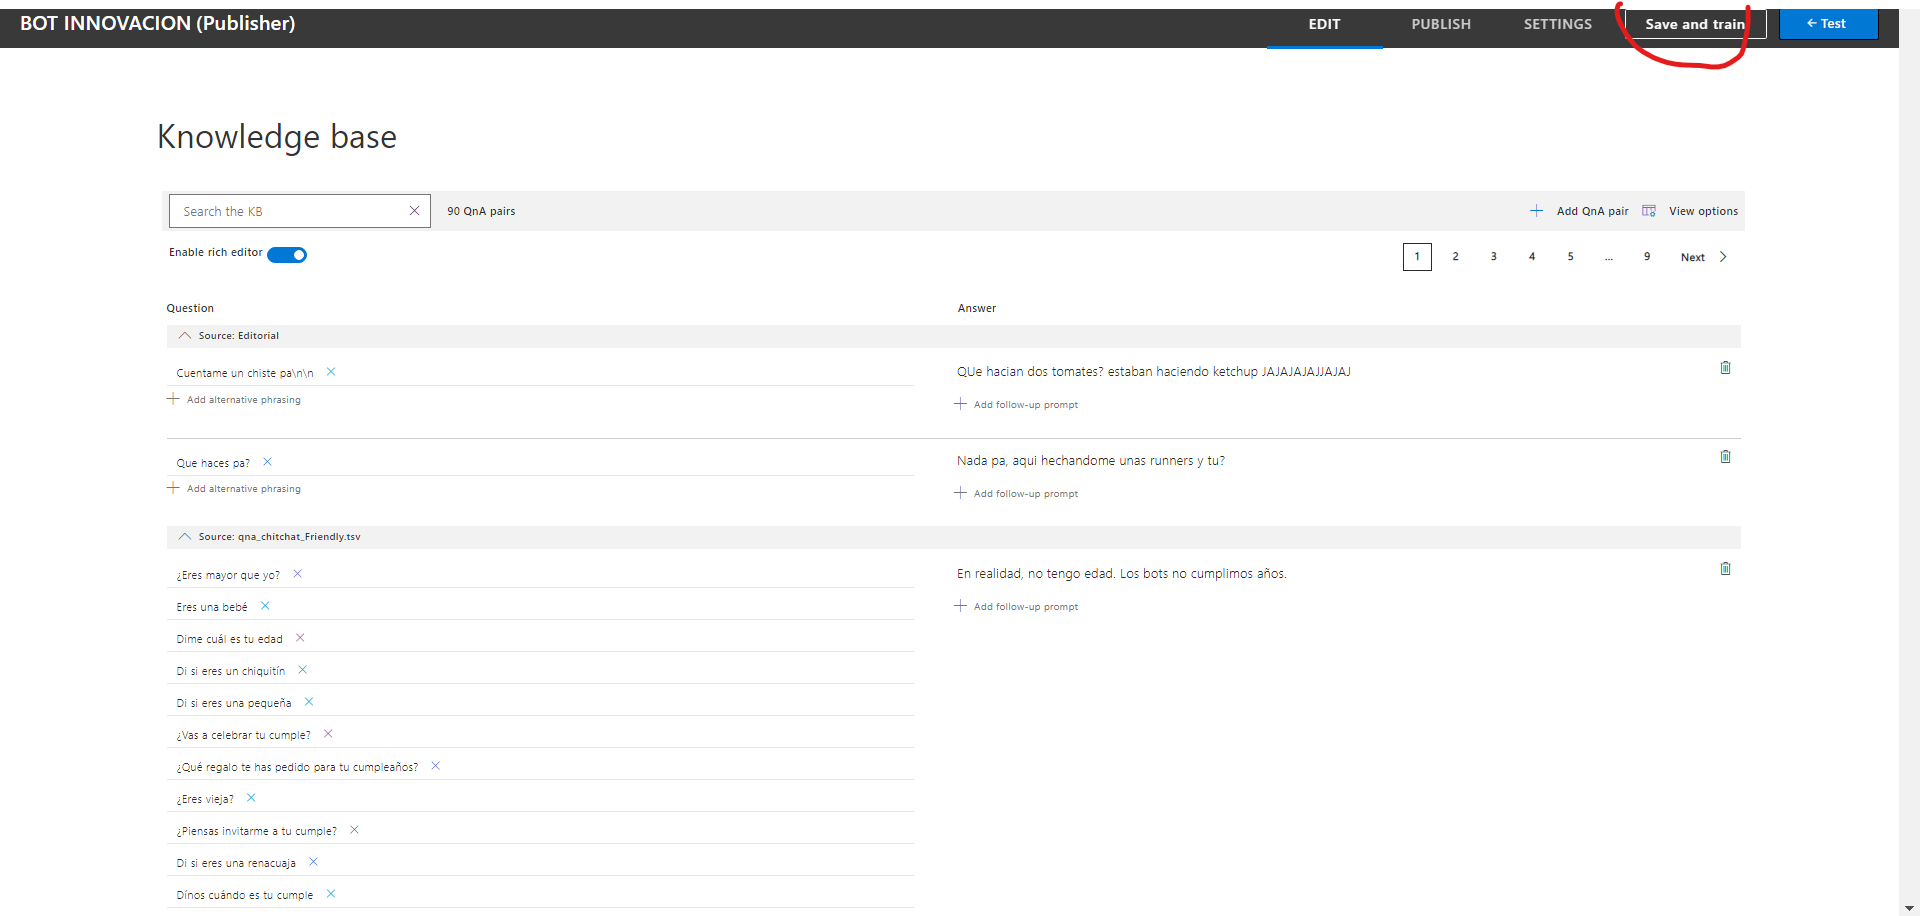 BOT INNOVACION (Publisher)
EDIT
PUBLISH
SETTINGS
Save and train
← Test
Knowledge base
Search the KB
90 QnA pairs
Add QnA pair
View options
Enable rich editor
1 2 3 4 5 ... 9 Next
Question
Answer
Source: Editorial
Cuentame un chiste pa\n\n
QUe hacian dos tomates? estaban haciendo ketchup JAJAJAJAJJAJAJ
Add alternative phrasing
Add follow-up prompt
Que haces pa?
Nada pa, aqui hechandome unas runners y tu?
Add alternative phrasing
Add follow-up prompt
Source: qna_chitchat_Friendly.tsv
¿Eres mayor que yo?
En realidad, no tengo edad. Los bots no cumplimos años.
Add follow-up prompt
Eres una bebé
Dime cuál es tu edad
Di si eres un chiquitín
Di si eres una pequeña
¿Vas a celebrar tu cumple?
¿Qué regalo te has pedido para tu cumpleaños?
¿Eres vieja?
¿Piensas invitarme a tu cumple?
Di si eres una renacuaja
Dínos cuándo es tu cumple